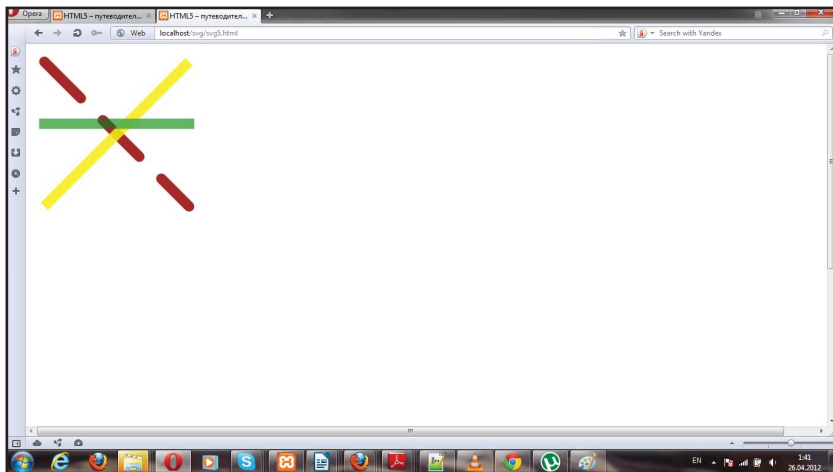 Opera
HTML5 – путеводител...
HTML5 – путеводител...
Web
localhost/svg/svg5.html
Search with Yandex
EN
1:41
26.04.2012